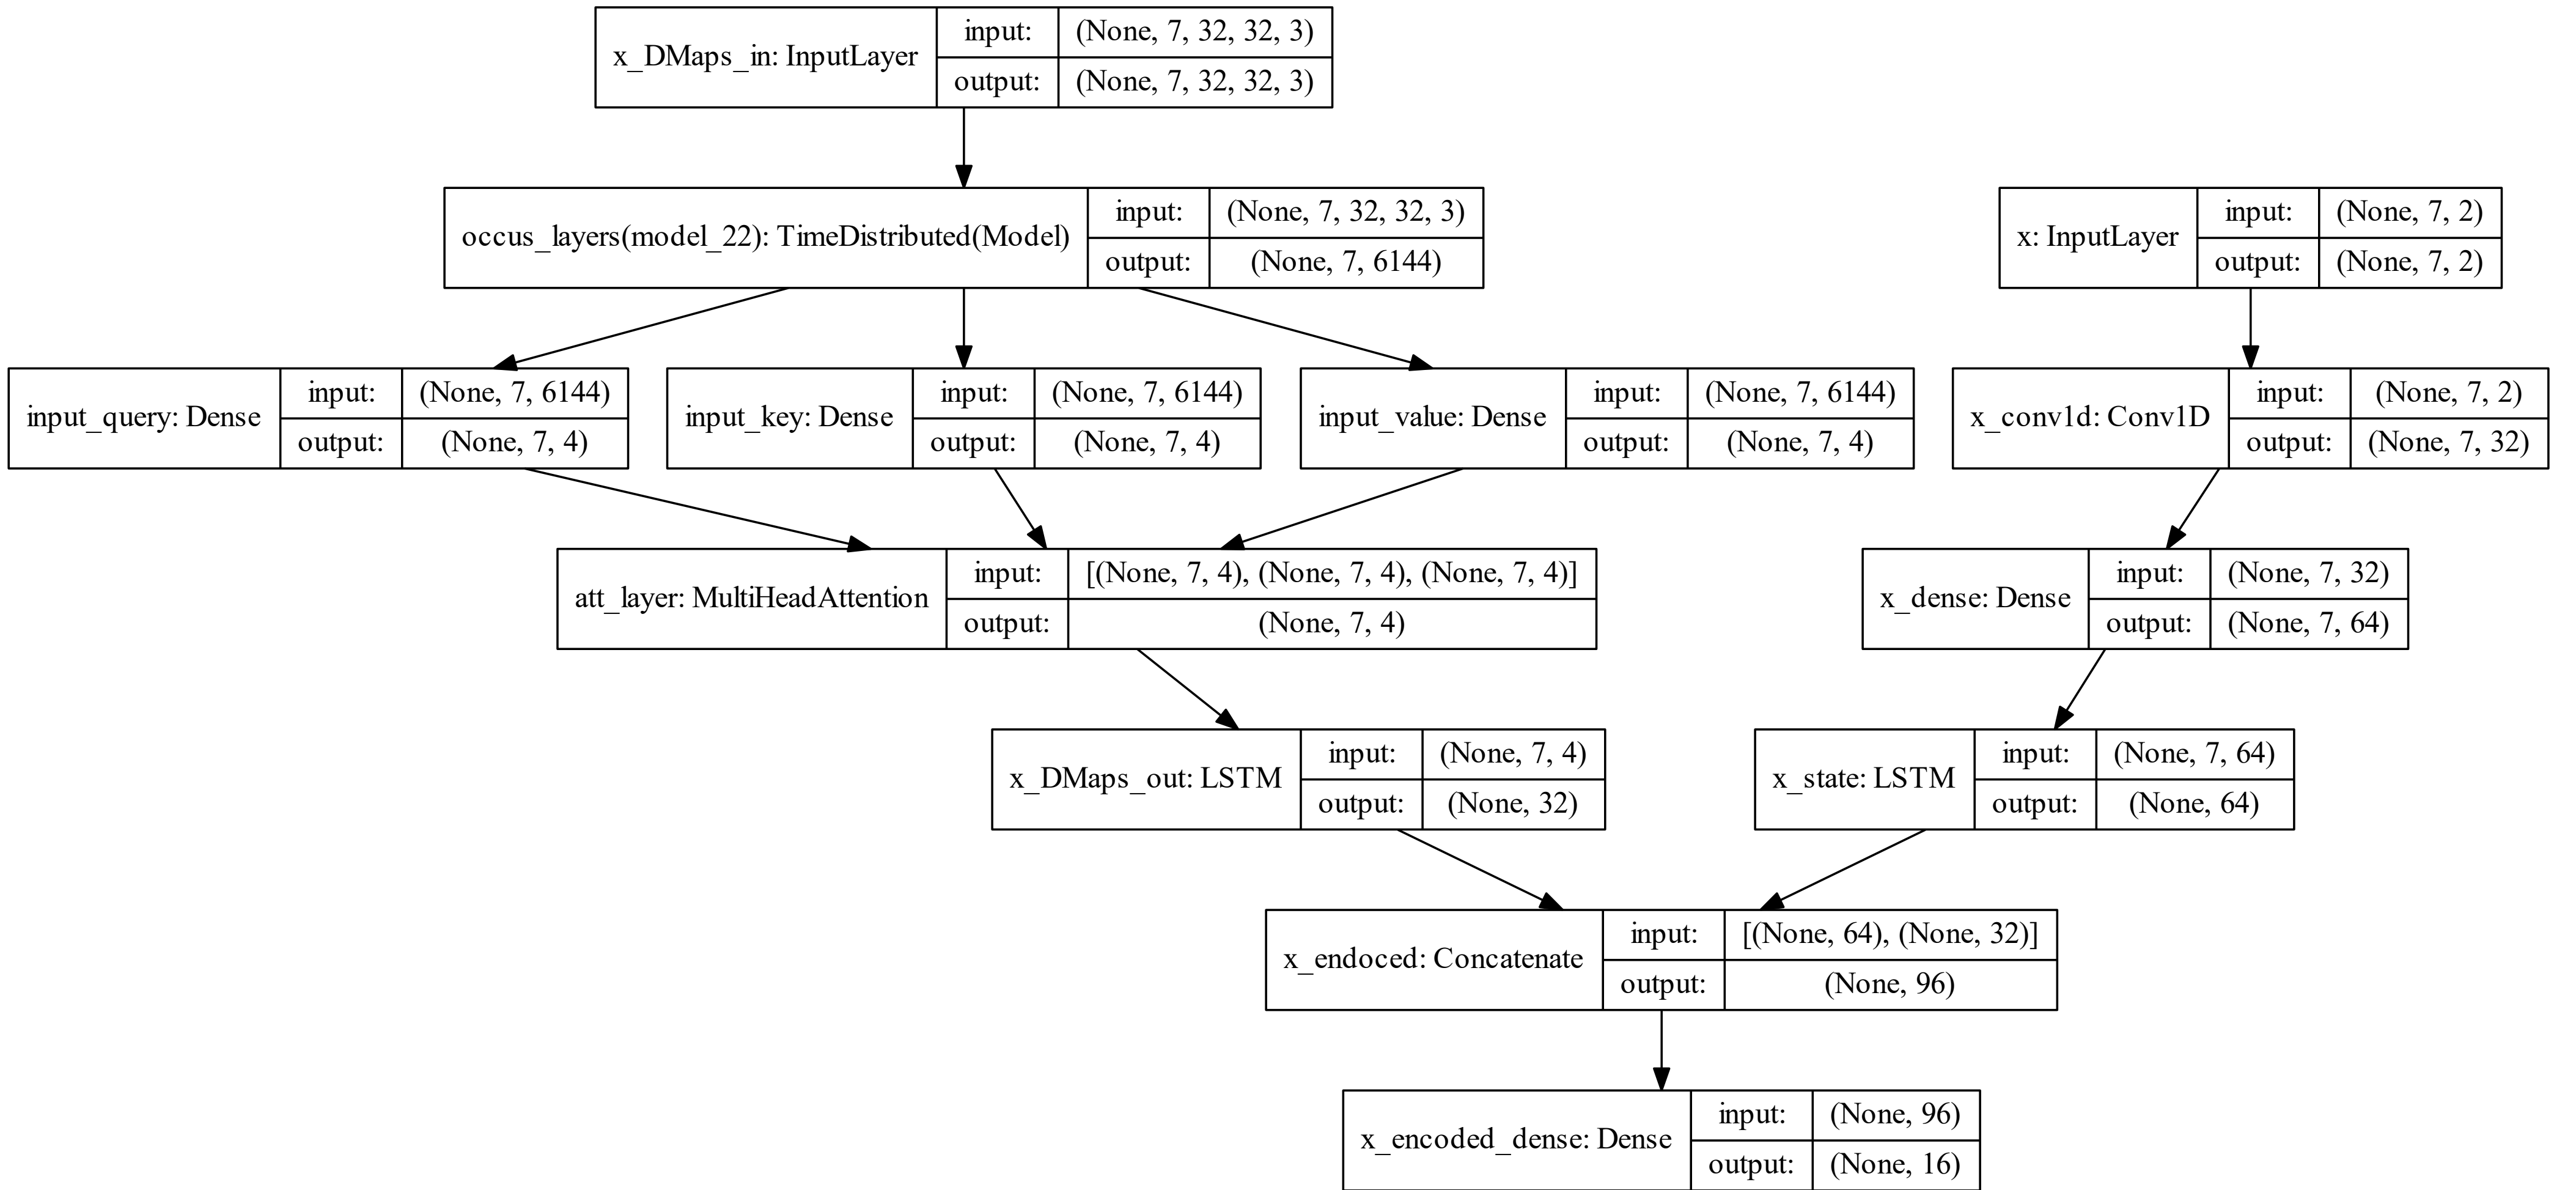 x_DMaps_in: InputLayer
input:
(None, 7, 32, 32, 3)
output:
(None, 7, 32, 32, 3)
occus_layers(model_22): TimeDistributed(Model)
input:
(None, 7, 32, 32, 3)
output:
(None, 7, 6144)
x: InputLayer
input:
(None, 7, 2)
output:
(None, 7, 2)
input_query: Dense
input:
(None, 7, 6144)
output:
(None, 7, 4)
input_key: Dense
input:
(None, 7, 6144)
output:
(None, 7, 4)
input_value: Dense
input:
(None, 7, 6144)
output:
(None, 7, 4)
x_conv1d: Conv1D
input:
(None, 7, 2)
output:
(None, 7, 32)
att_layer: MultiHeadAttention
input:
[(None, 7, 4), (None, 7, 4), (None, 7, 4)]
output:
(None, 7, 4)
x_dense: Dense
input:
(None, 7, 32)
output:
(None, 7, 64)
x_DMaps_out: LSTM
input:
(None, 7, 4)
output:
(None, 32)
x_state: LSTM
input:
(None, 7, 64)
output:
(None, 64)
x_endoced: Concatenate
input:
[(None, 64), (None, 32)]
output:
(None, 96)
x_encoded_dense: Dense
input:
(None, 96)
output:
(None, 16)